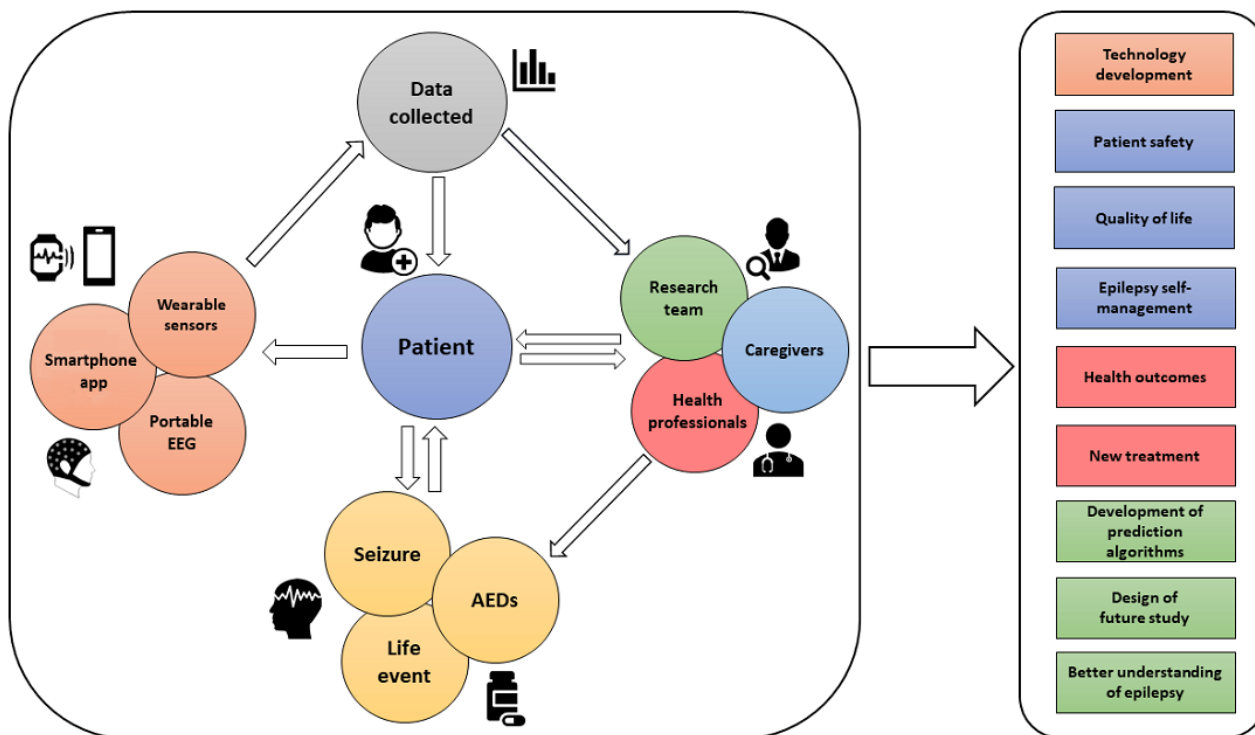 Data
collected
Wearable
sensors
Smartphone
app
Portable
EEG
Patient
Research
team
Caregivers
Health
professionals
Seizure
AEDs
Life
event
Technology
development
Patient safety
Quality of life
Epilepsy self-
management
Health outcomes
New treatment
Development of
prediction
algorithms
Design of
future study
Better understanding
of epilepsy